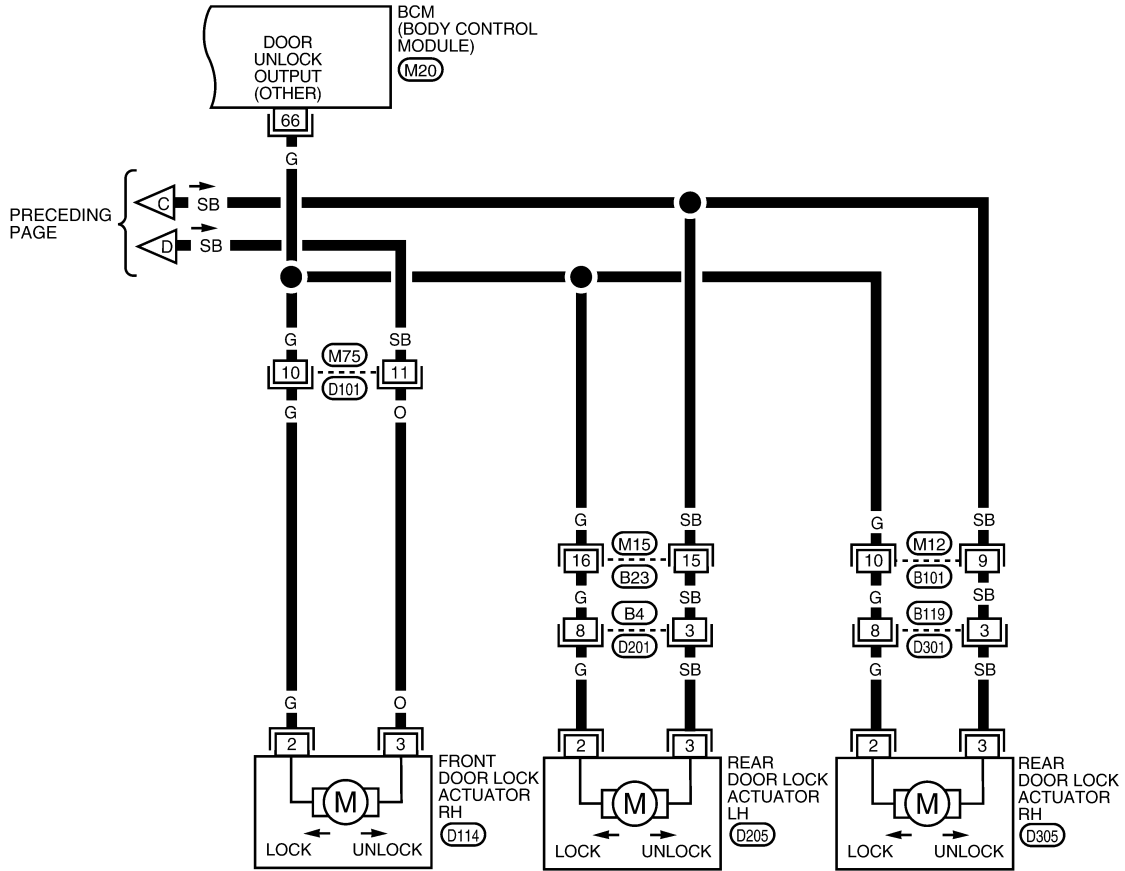 BCM
(BODY CONTROL
MODULE)
M20
DOOR
UNLOCK
OUTPUT
(OTHER)
66
G
PRECEDING
PAGE
C SB
D SB
G SB
10 M75 11
D101
G O
G SB G SB
16 M15 15 10 M12 9
B23 B101
G SB G SB
8 B4 3 8 B119 3
D201 D301
G SB G SB
G O
2 3 2 3 2 3
M
LOCK UNLOCK
FRONT
DOOR LOCK
ACTUATOR
RH
D114
M
LOCK UNLOCK
REAR
DOOR LOCK
ACTUATOR
LH
D205
M
LOCK UNLOCK
REAR
DOOR LOCK
ACTUATOR
RH
D305